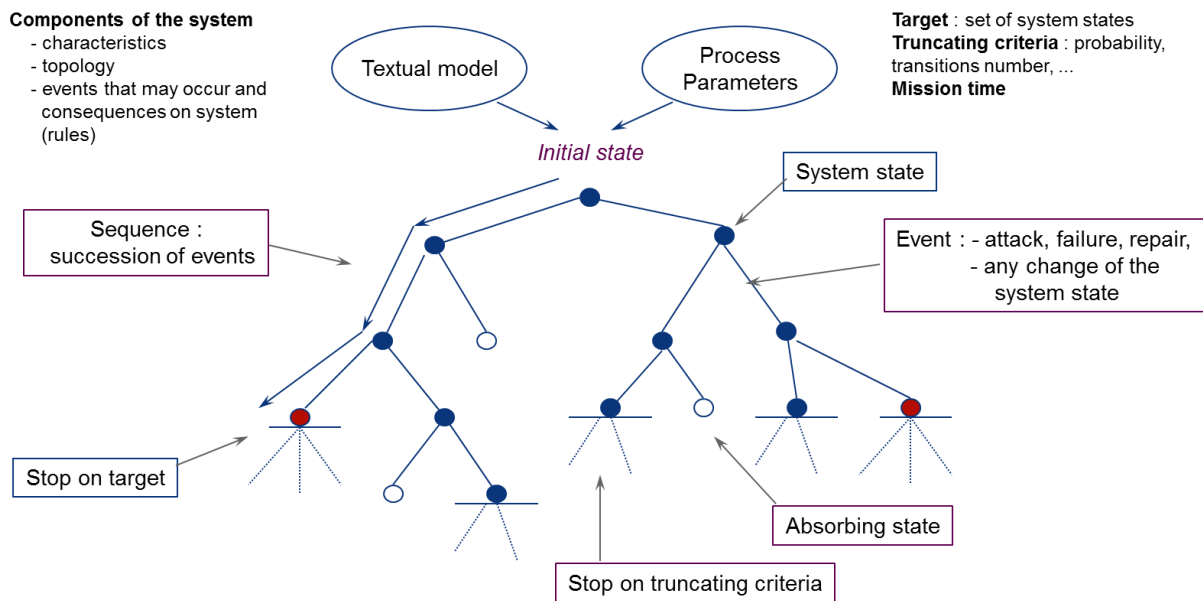 Components of the system
- characteristics
- topology
- events that may occur and
consequences on system
(rules)
Textual model
Process
Parameters
Target : set of system states
Truncating criteria : probability,
transitions number, ...
Mission time
Initial state
System state
Sequence :
succession of events
Event : - attack, failure, repair,
- any change of the
system state
Stop on target
Absorbing state
Stop on truncating criteria